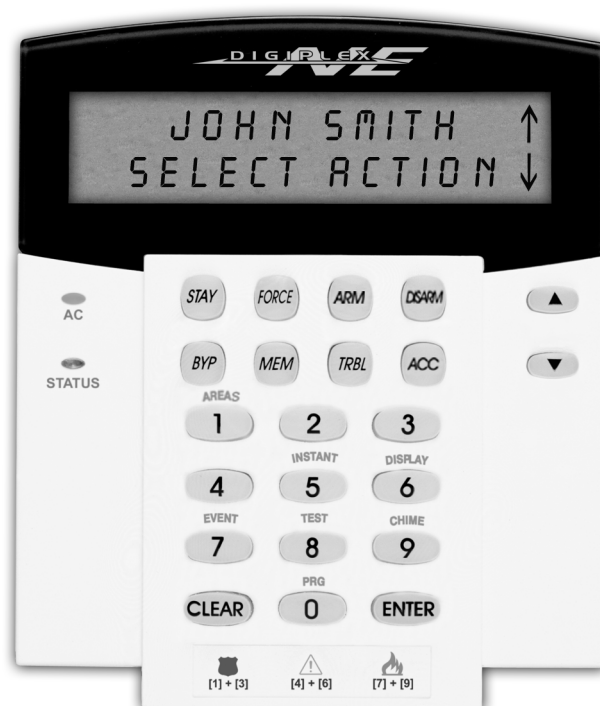 DIGIPLEX NE
JOHN SMITH ↑
SELECT ACTION ↓
STAY FORCE ARM DISARM
AC
BYP MEM TRBL ACC
STATUS
AREAS
1 2 3
INSTANT DISPLAY
4 5 6
EVENT TEST CHIME
7 8 9
PRG
CLEAR 0 ENTER
[1] + [3] [4] + [6] [7] + [9]